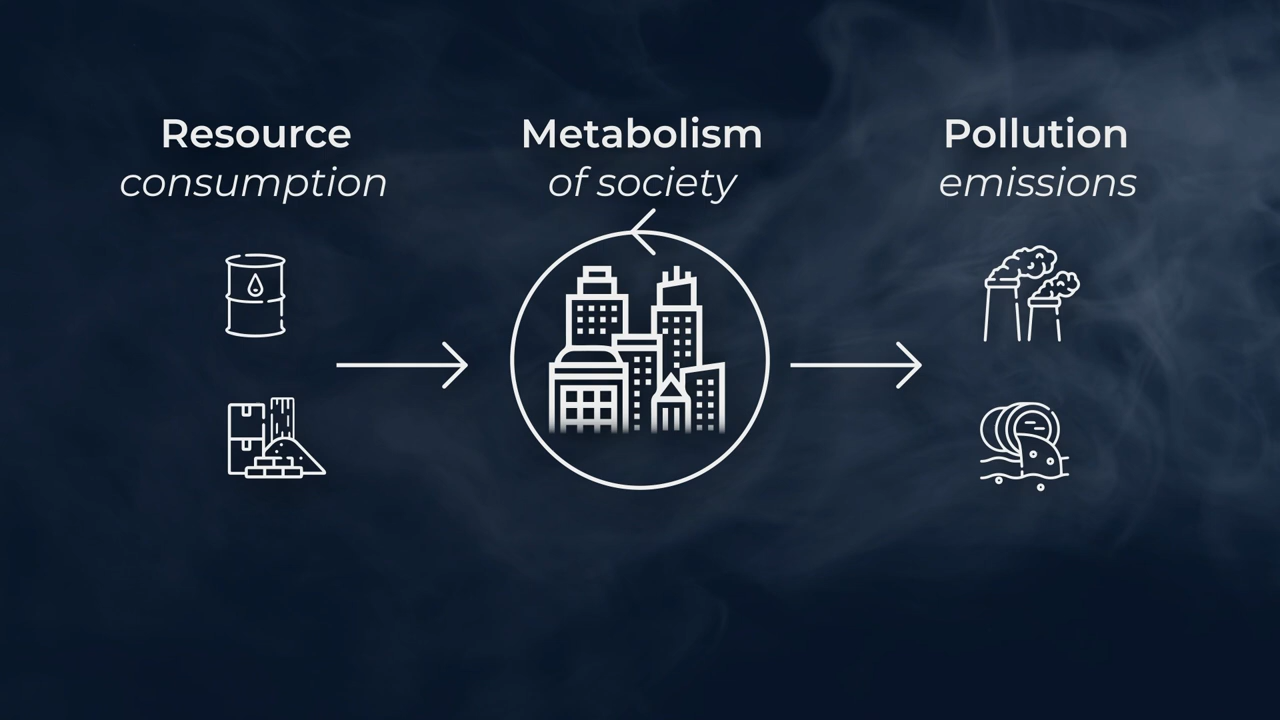 Resource
consumption
Metabolism
of society
Pollution
emissions